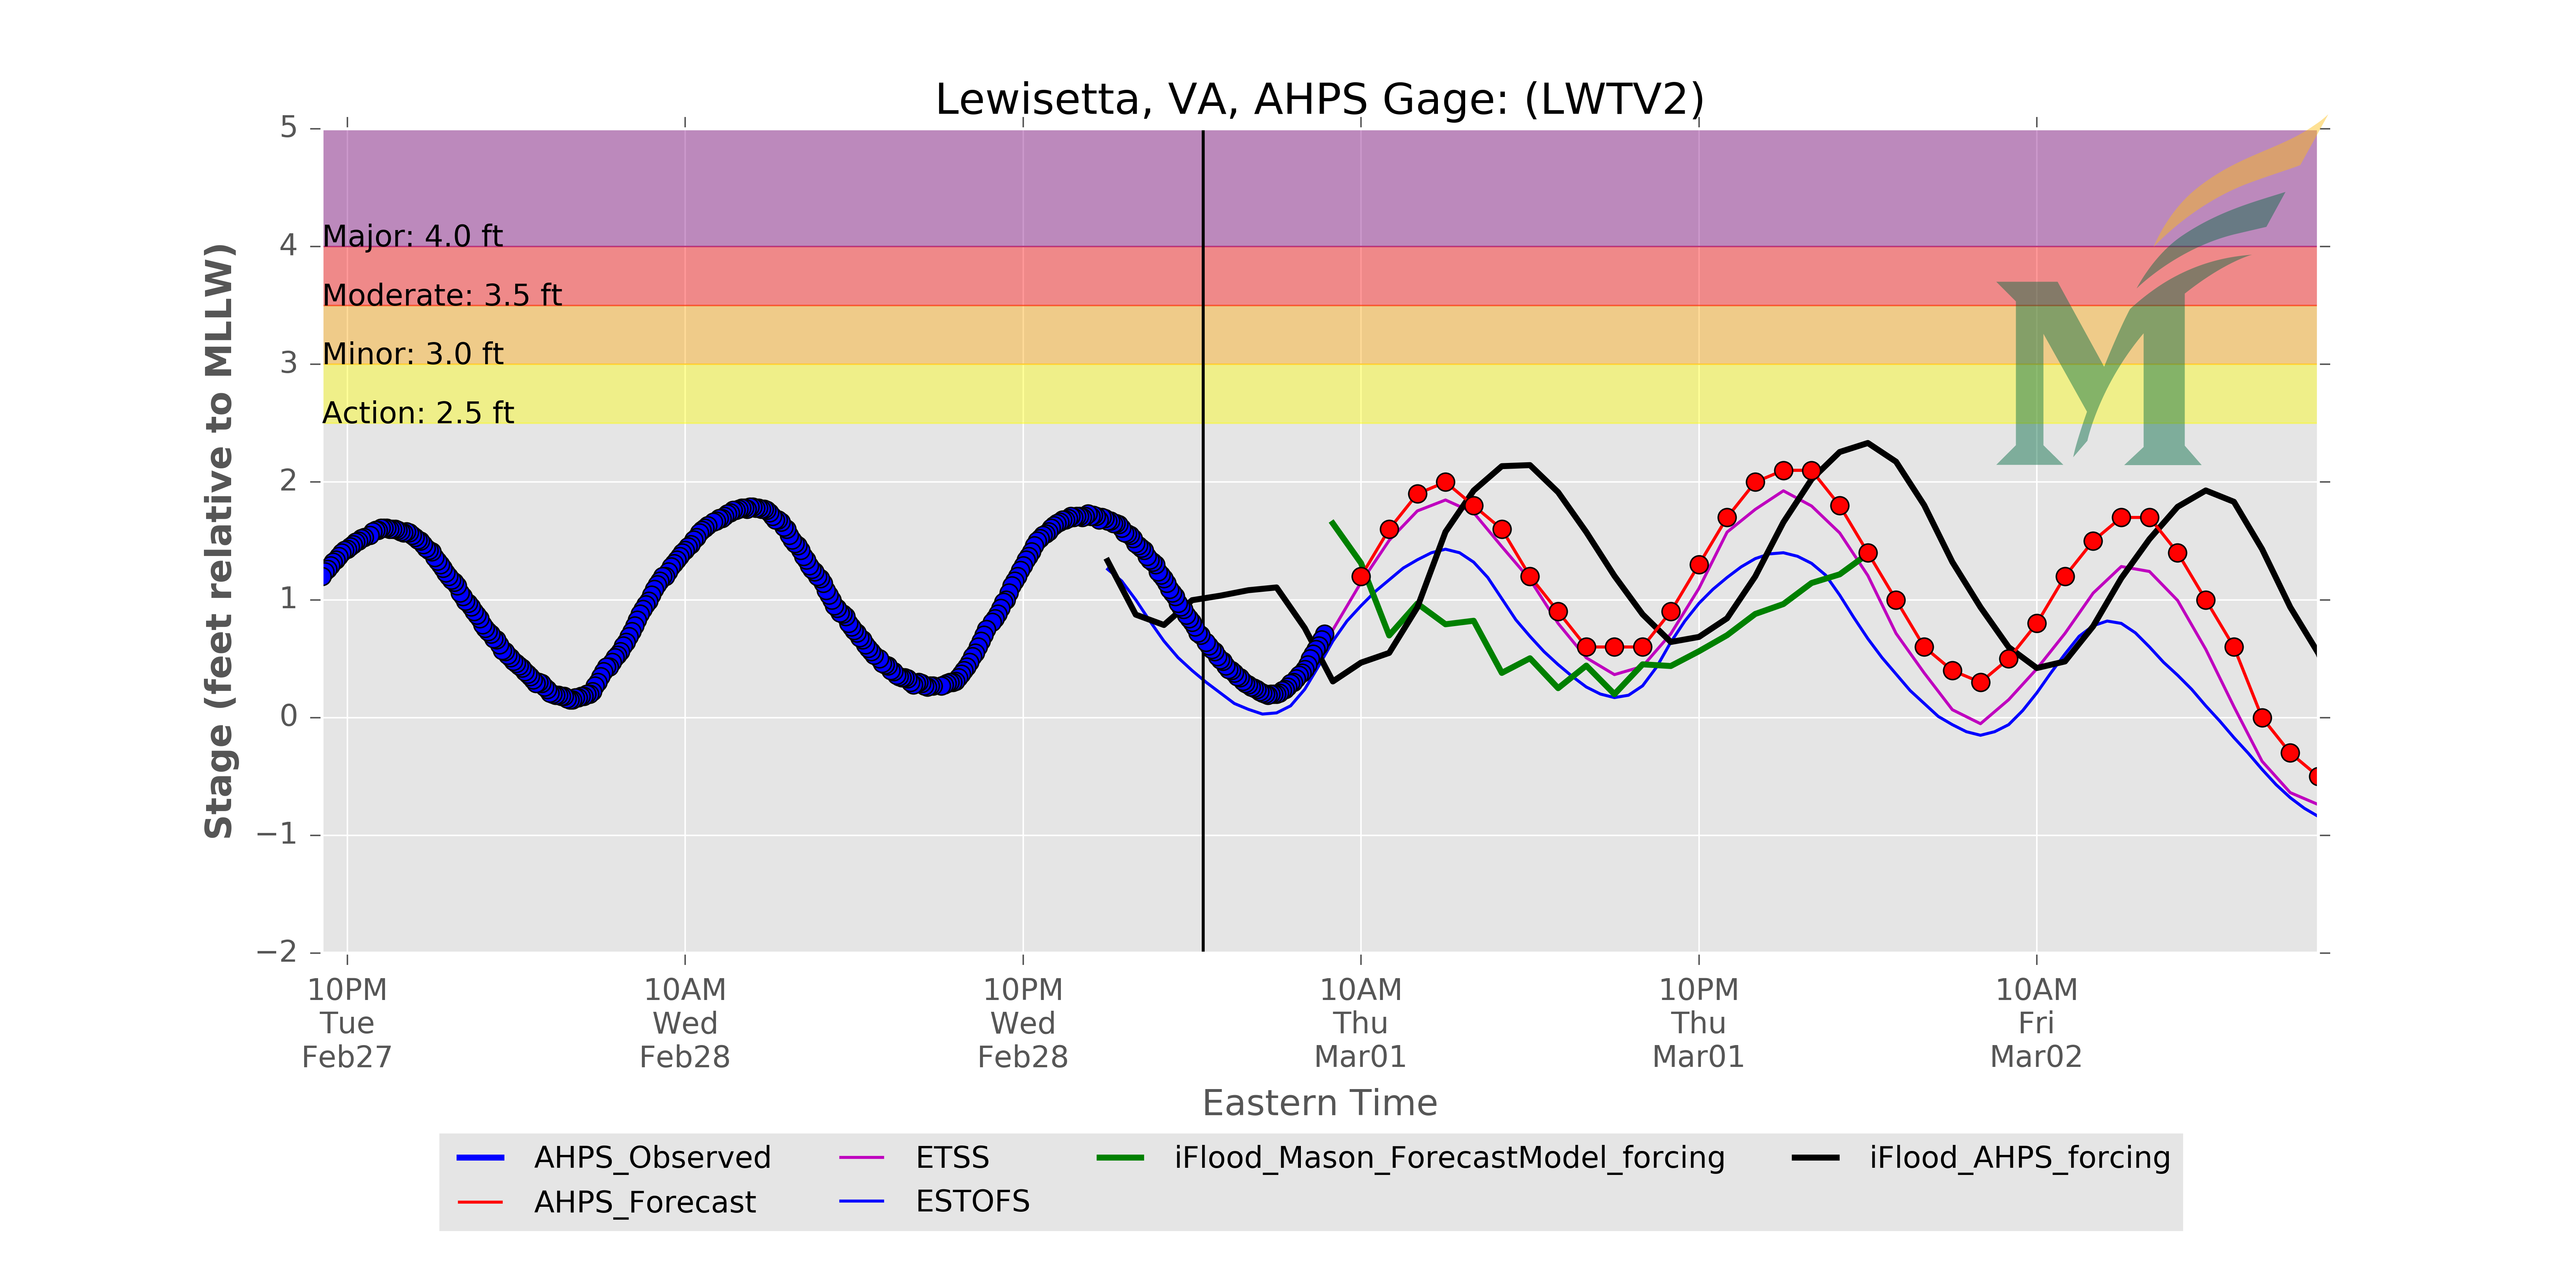 Lewisetta, VA, AHPS Gage: (LWTV2)
Stage (feet relative to MLLW)
5
4
3
2
1
0
−1
−2
Major: 4.0 ft
Moderate: 3.5 ft
Minor: 3.0 ft
Action: 2.5 ft
M
10PM
Tue
Feb27
10AM
Wed
Feb28
10PM
Wed
Feb28
10AM
Thu
Mar01
10PM
Thu
Mar01
10AM
Fri
Mar02
Eastern Time
AHPS_Observed
AHPS_Forecast
ETSS
ESTOFS
iFlood_Mason_ForecastModel_forcing
iFlood_AHPS_forcing